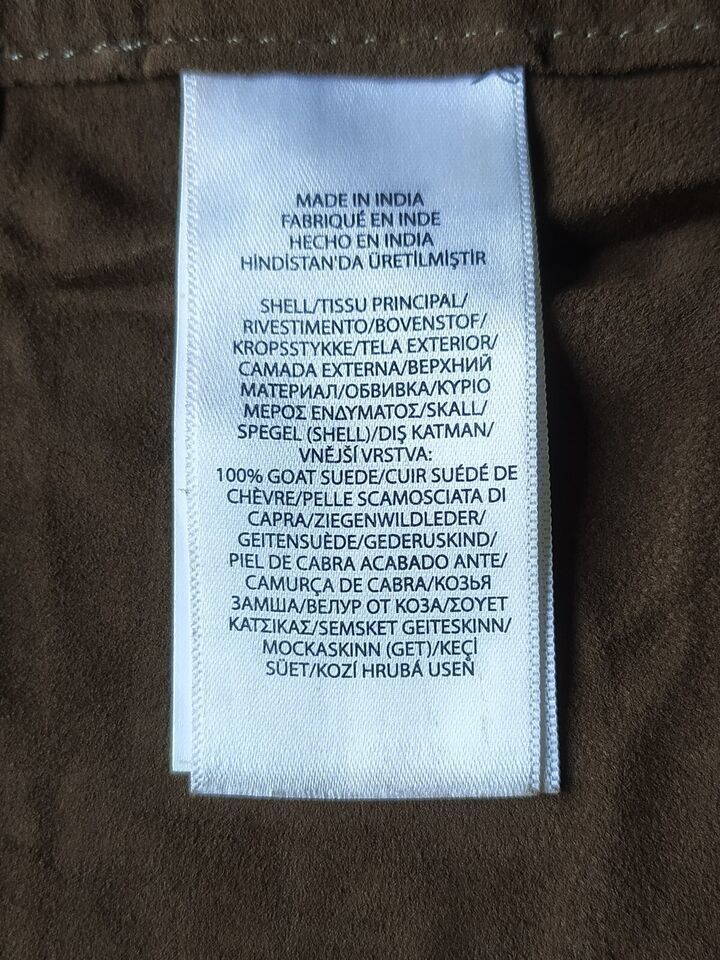 MADE IN INDIA
FABRIQUÉ EN INDE
HECHO EN INDIA
HİNDİSTAN'DA ÜRETİLMİŞTİR
SHELL/TISSU PRINCIPAL/
RIVESTIMENTO/BOVENSTOF/
KROPSSTYKKE/TELA EXTERIOR/
CAMADA EXTERNA/ВЕРХНИЙ
МАТЕРИАЛ/ОБВИВКА/ΚΥΡΙΟ
ΜΕΡΟΣ ΕΝΔΥΜΑΤΟΣ/SKALL/
SPEGEL (SHELL)/DIŞ KATMAN/
VNĚJŠÍ VRSTVA:
100% GOAT SUEDE/CUIR SUÉDÉ DE
CHÈVRE/PELLE SCAMOSCIATA DI
CAPRA/ZIEGENWILDLEDER/
GEITENSUÈDE/GEDERUSKIND/
PIEL DE CABRA ACABADO ANTE/
CAMURÇA DE CABRA/КОЗЬЯ
ЗАМША/ВЕЛУР ОТ КОЗА/ΣΟΥΕΤ
ΚΑΤΣΙΚΑΣ/SEMSKET GEITESKINN/
MOCKASKINN (GET)/KEÇİ
SÜET/KOZÍ HRUBÁ USEŇ